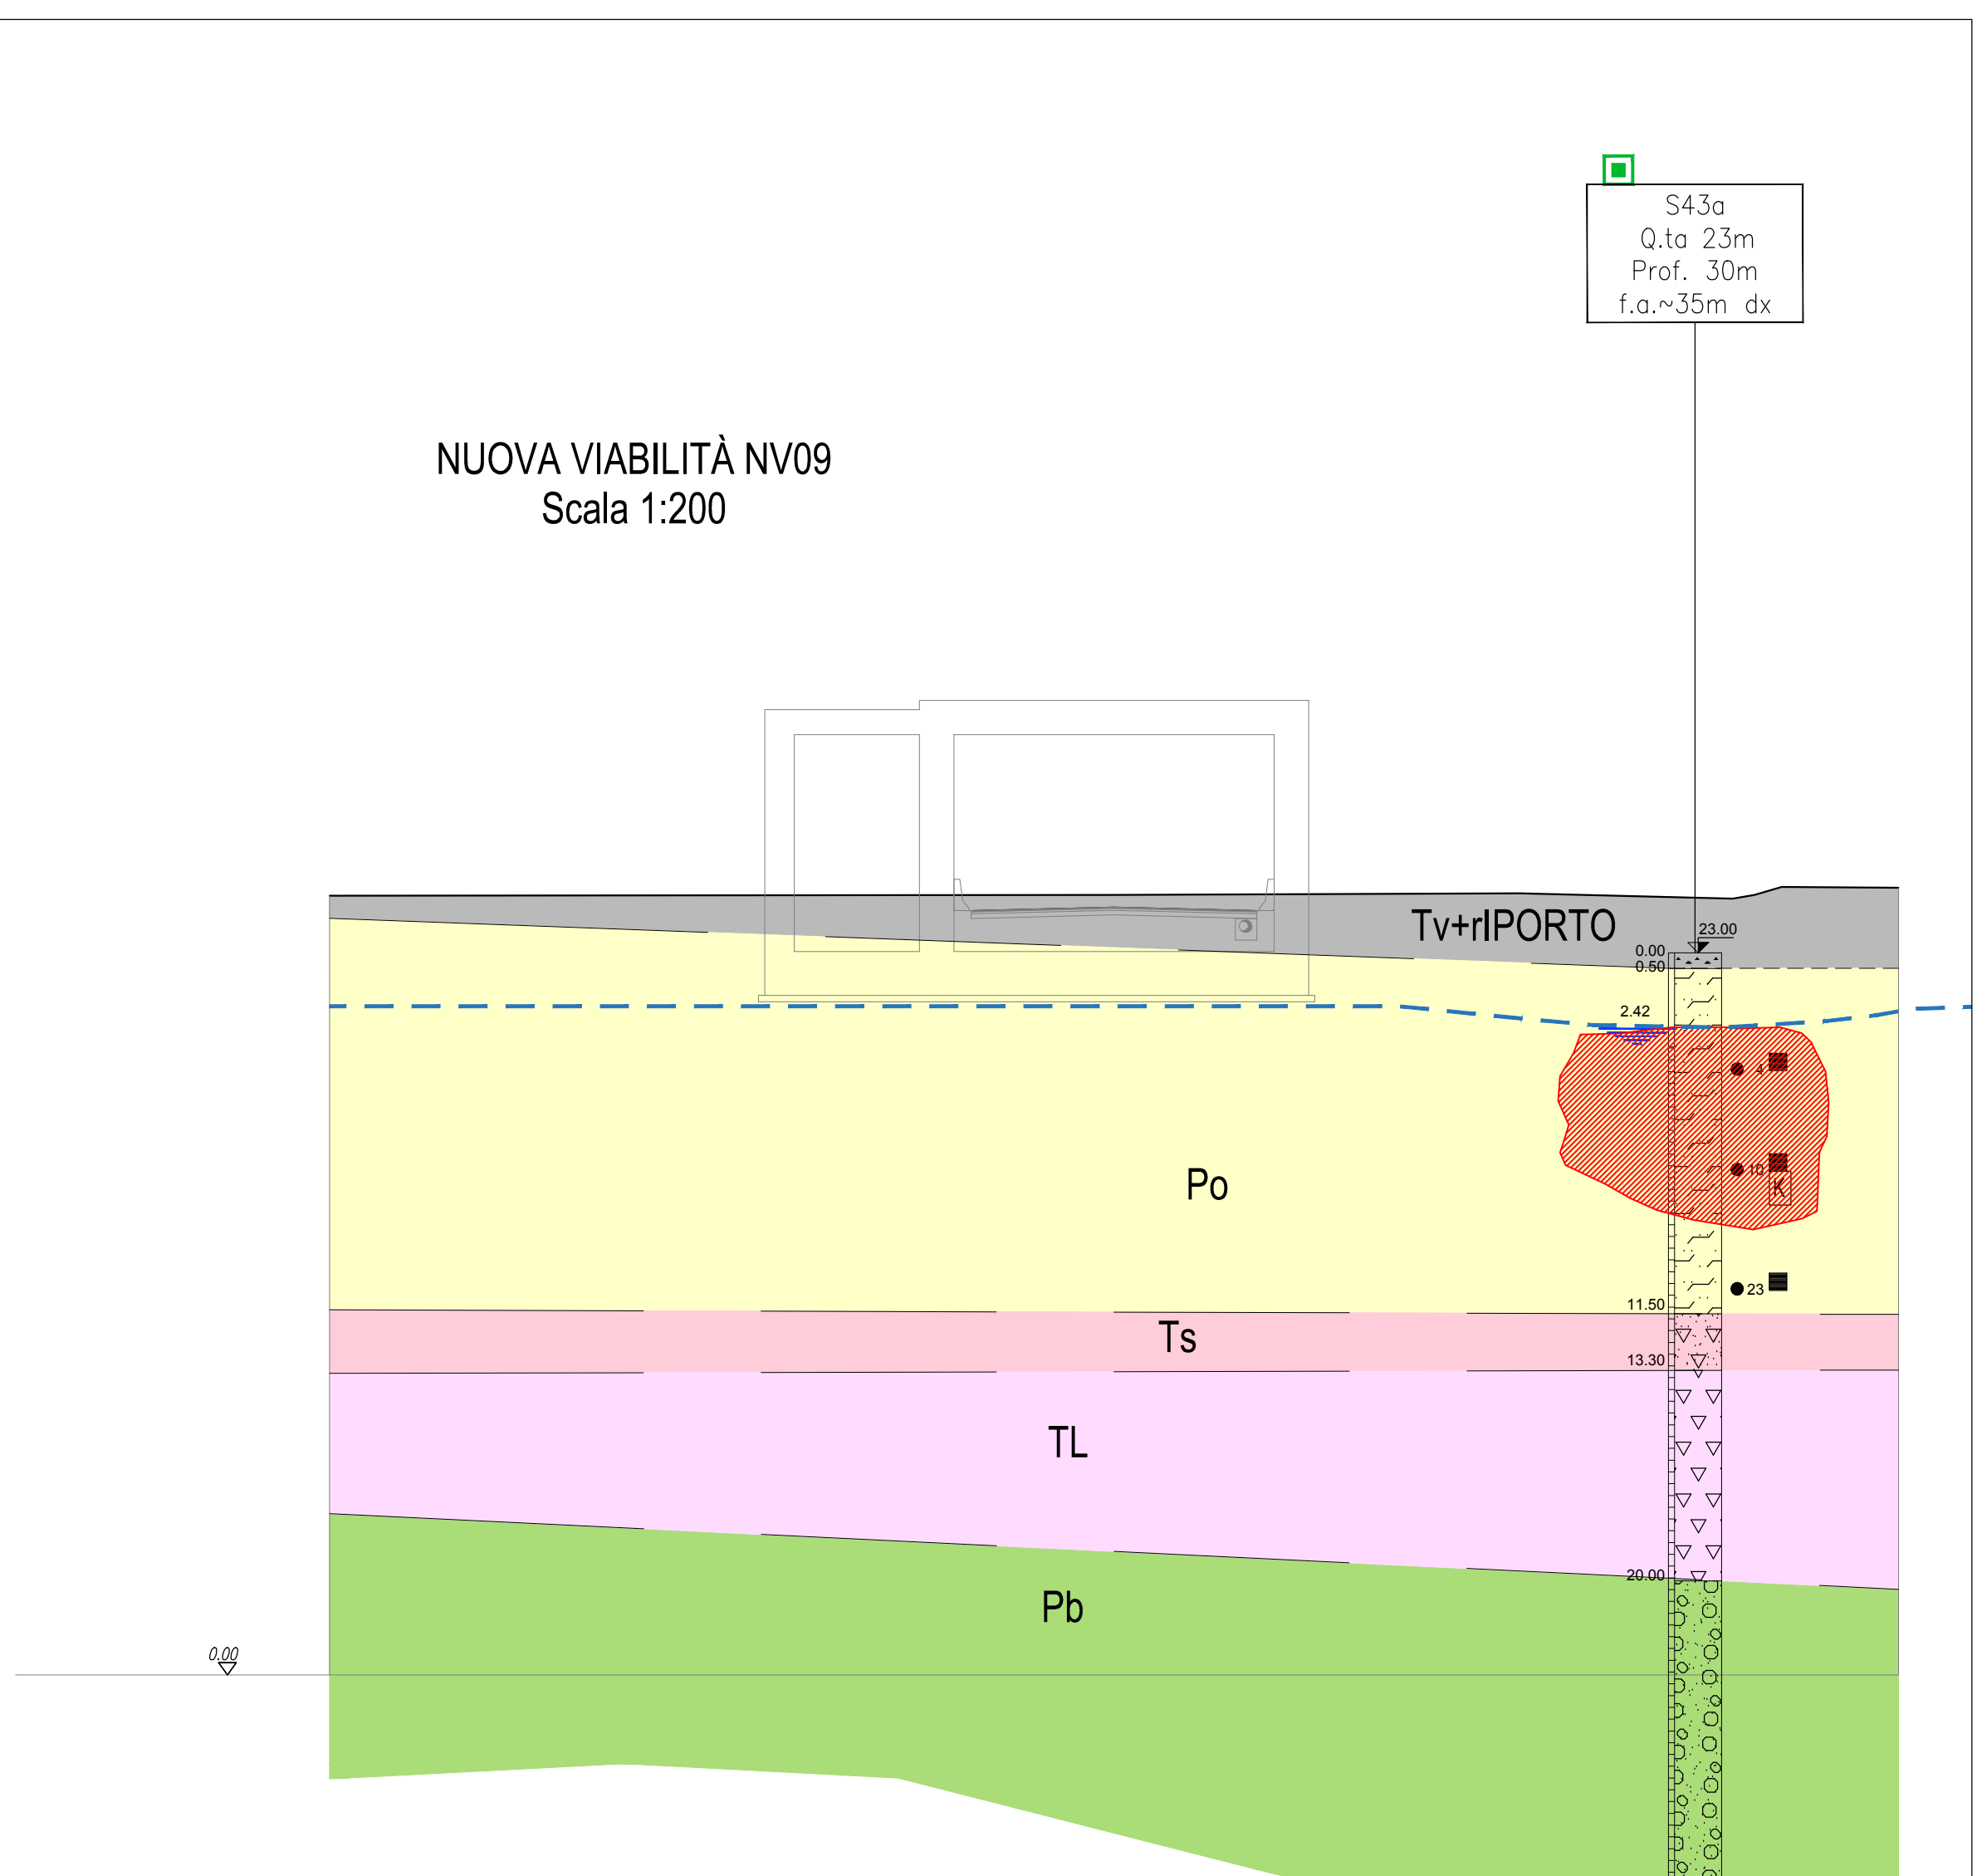 S43a
Q.ta 23m
Prof. 30m
f.a.~35m dx
NUOVA VIABILITÀ NV09
Scala 1:200
Tv+rIPORTO
23.00
0.00
0.50
2.42
4
10
K
Po
23
11.50
Ts
13.30
TL
20.00
Pb
0.00